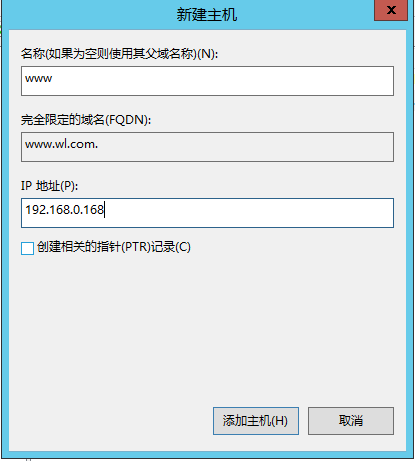 新建主机
x
名称(如果为空则使用其父域名称)(N):
www
完全限定的域名(FQDN):
www.wl.com.
IP 地址(P):
192.168.0.168
创建相关的指针(PTR)记录(C)
添加主机(H)
取消